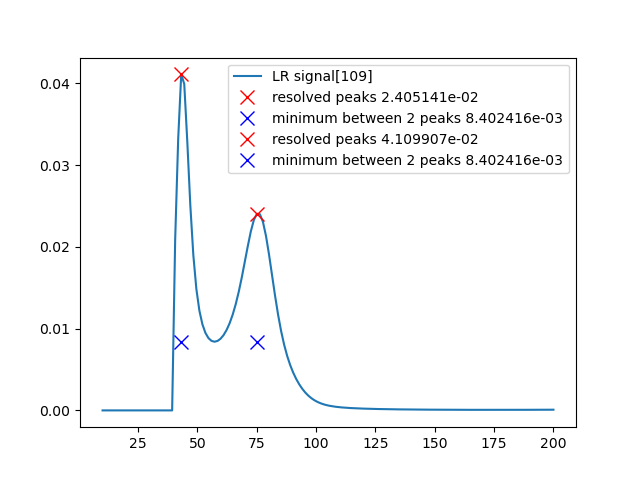 LR signal[109]
resolved peaks 2.405141e-02
minimum between 2 peaks 8.402416e-03
resolved peaks 4.109907e-02
minimum between 2 peaks 8.402416e-03
0.04
0.03
0.02
0.01
0.00
25 50 75 100 125 150 175 200